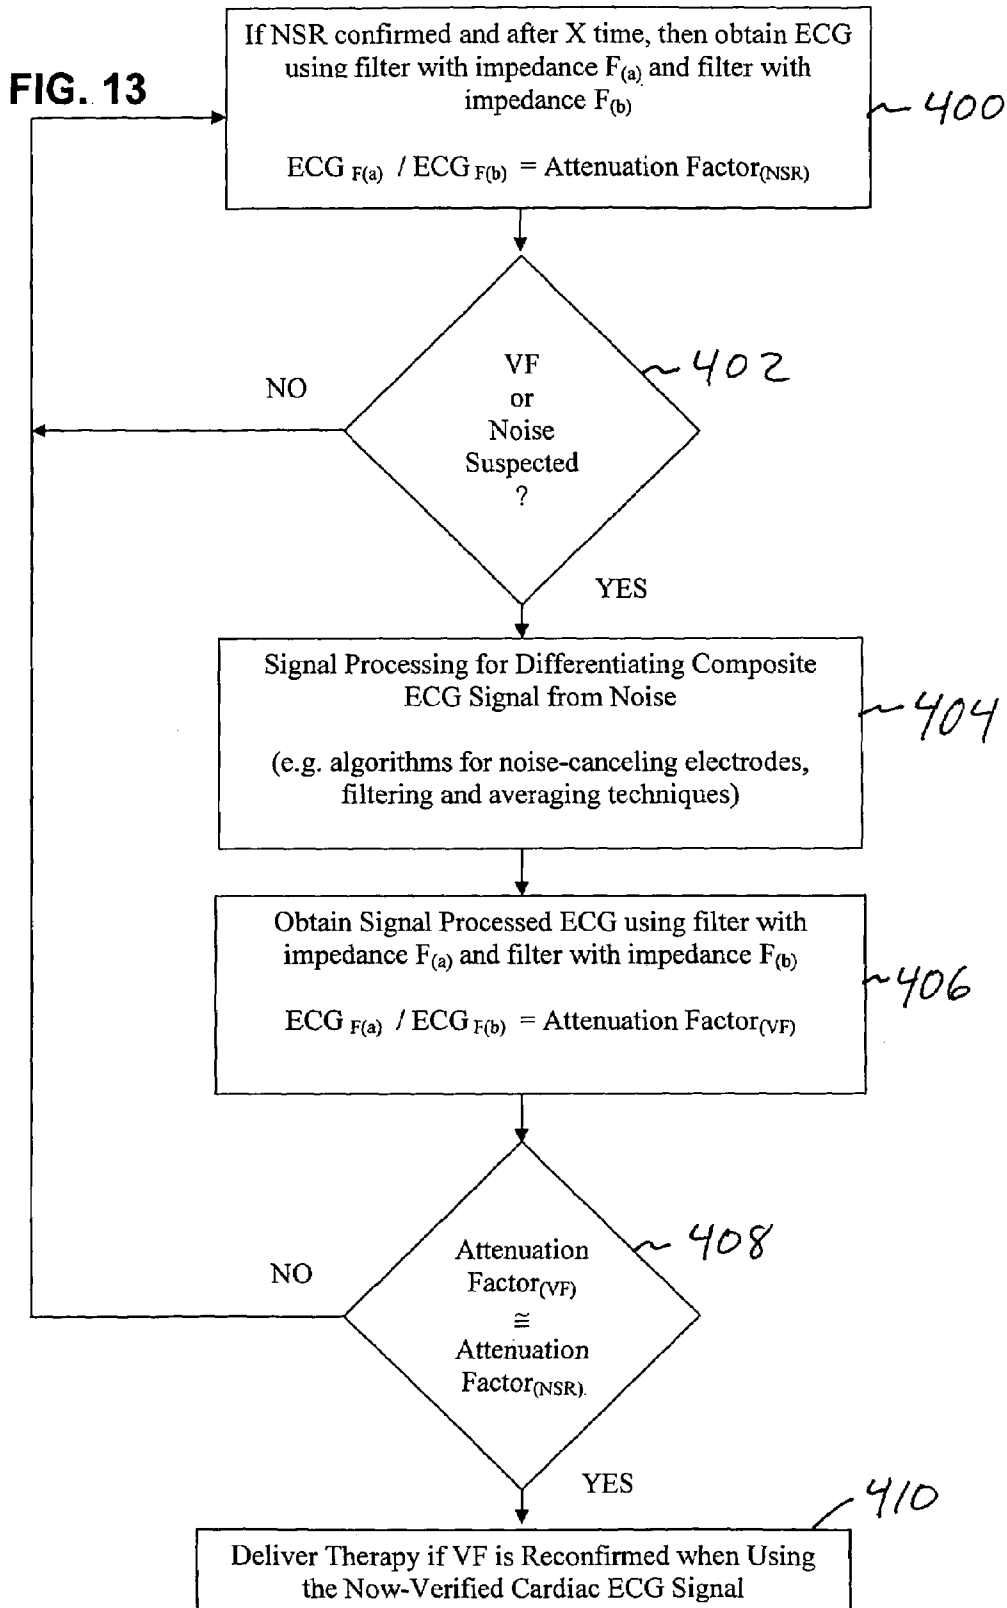 FIG. 13
If NSR confirmed and after X time, then obtain ECG
using filter with impedance F(a) and filter with
impedance F(b)
ECG F(a) / ECG F(b) = Attenuation Factor(NSR)
400
VF
or
Noise
Suspected
?
402
NO
YES
Signal Processing for Differentiating Composite
ECG Signal from Noise
(e.g. algorithms for noise-canceling electrodes,
filtering and averaging techniques)
404
Obtain Signal Processed ECG using filter with
impedance F(a) and filter with impedance F(b)
ECG F(a) / ECG F(b) = Attenuation Factor(VF)
406
Attenuation
Factor(VF)
≅
Attenuation
Factor(NSR).
408
NO
YES
410
Deliver Therapy if VF is Reconfirmed when Using
the Now-Verified Cardiac ECG Signal